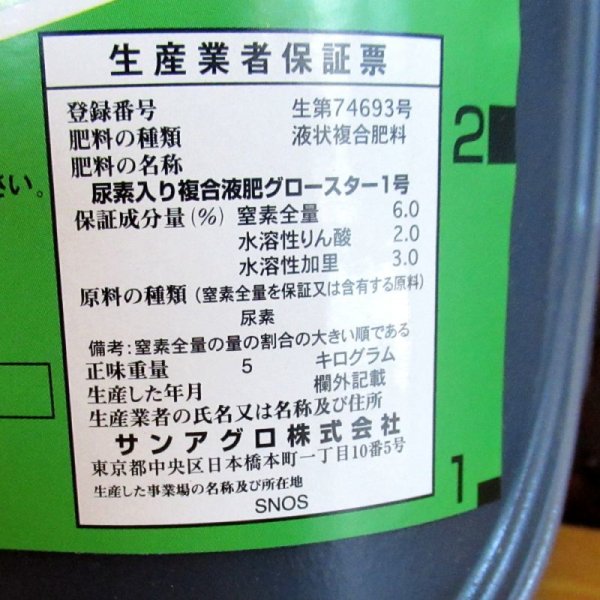 生産業者保証票
登録番号 生第74693号
肥料の種類 液状複合肥料
肥料の名称
尿素入り複合液肥グロースター1号
保証成分量(%) 窒素全量 6.0
水溶性りん酸 2.0
水溶性加里 3.0
原料の種類 (窒素全量を保証又は含有する原料)
尿素
備考:窒素全量の量の割合の大きい順である
正味重量 5 キログラム
生産した年月 欄外記載
生産業者の氏名又は名称及び住所
サンアグロ株式会社
東京都中央区日本橋本町一丁目10番5号
生産した事業場の名称及び所在地
SNOS
さい。
2
1